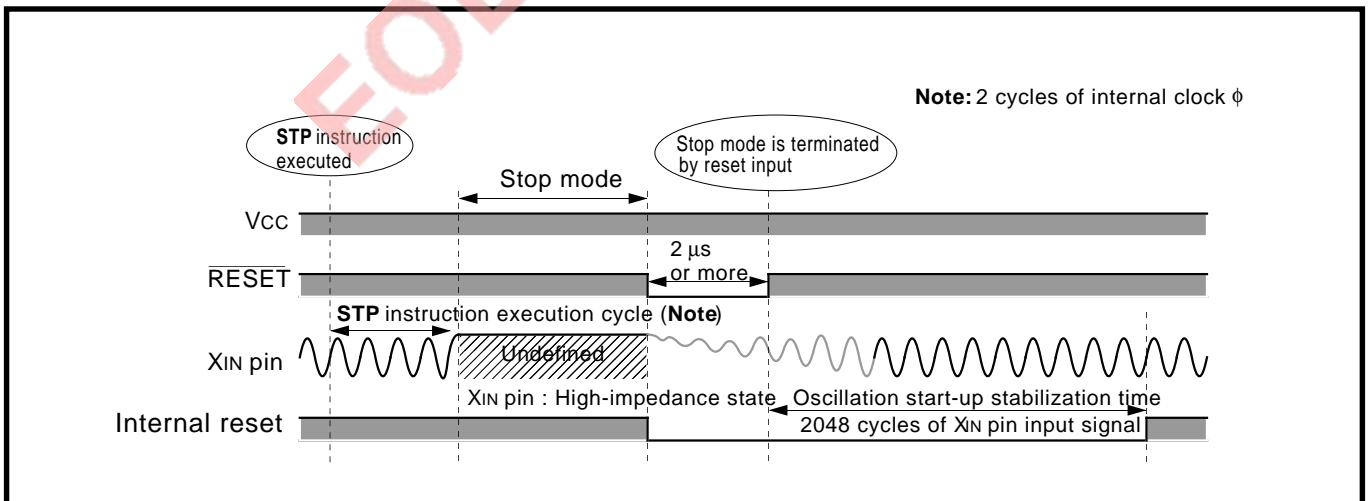 EOL
Note: 2 cycles of internal clock φ
STP instruction
executed
Stop mode is terminated
by reset input
Stop mode
VCC
2 μs
or more
RESET
STP instruction execution cycle (Note)
XIN pin
Undefined
XIN pin : High-impedance state
Oscillation start-up stabilization time
Internal reset
2048 cycles of XIN pin input signal